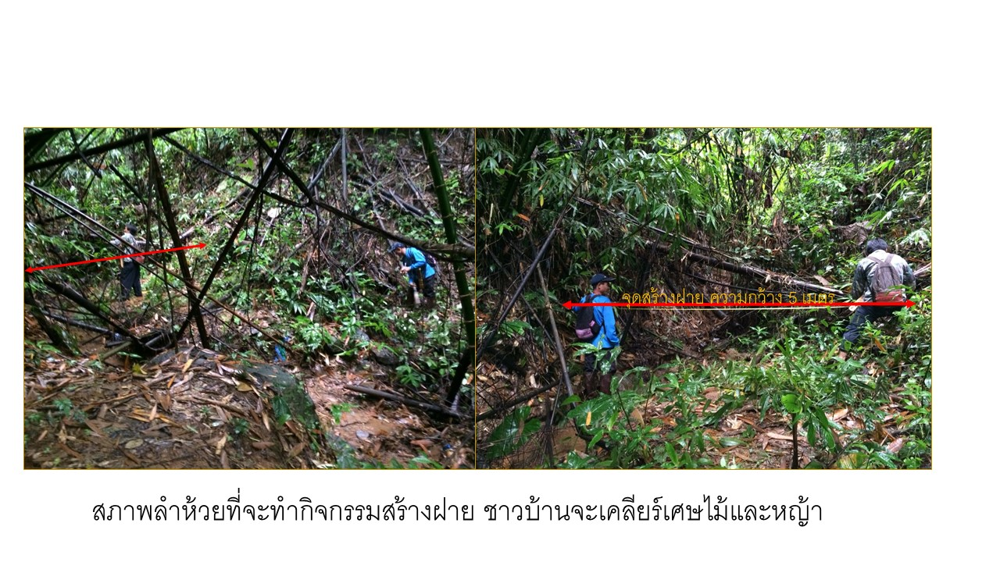 จุดสร้างฝาย ความกว้าง 5 เมตร
สภาพลำห้วยที่จะทำกิจกรรมสร้างฝาย ชาวบ้านจะเคลียร์เศษไม้และหญ้า